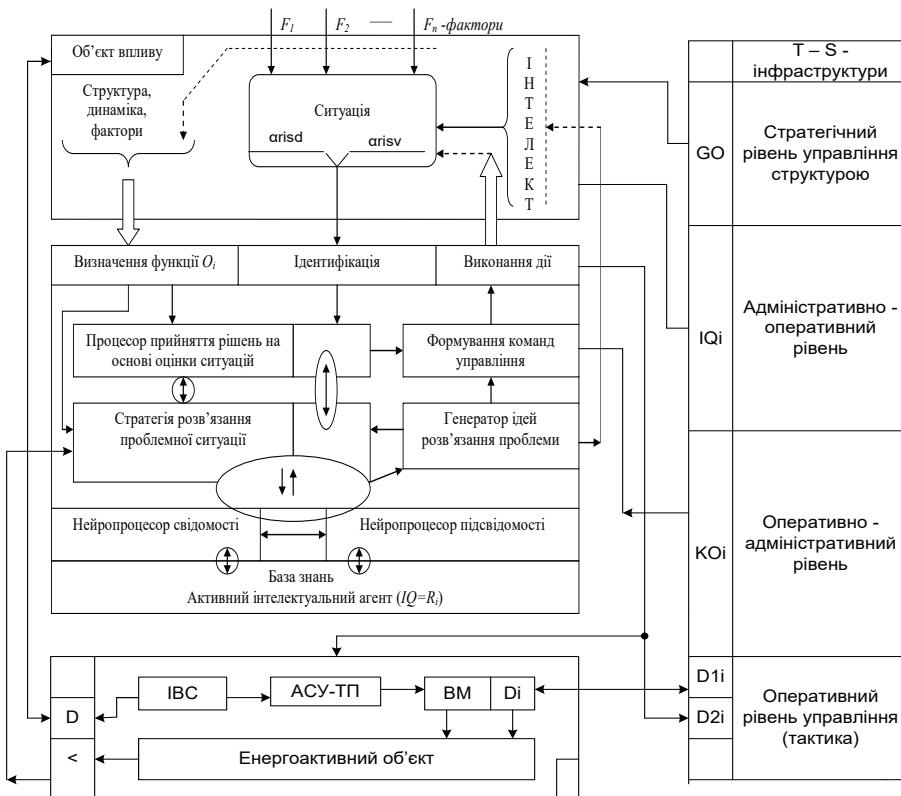 F1 F2 Fn -фактори
Об’єкт впливу
Структура,
динаміка,
фактори
Ситуація
αrisd αrisv
І
Н
Т
Е
Л
Е
К
Т
Визначення функції Oi
Ідентифікація
Виконання дії
Процесор прийняття рішень на
основі оцінки ситуацій
Формування команд
управління
Стратегія розв’язання
проблемної ситуації
Генератор ідей
розв’язання проблеми
Нейропроцесор свідомості
Нейропроцесор підсвідомості
База знань
Активний інтелектуальний агент (IQ=Ri)
D
<
ІВС
АСУ-ТП
ВМ
Di
Енергоактивний об’єкт
T – S -
інфраструктури
GO
Стратегічний
рівень управління
структурою
IQi
Адміністративно -
оперативний
рівень
KOi
Оперативно -
адміністративний
рівень
D1i
D2i
Оперативний
рівень управління
(тактика)